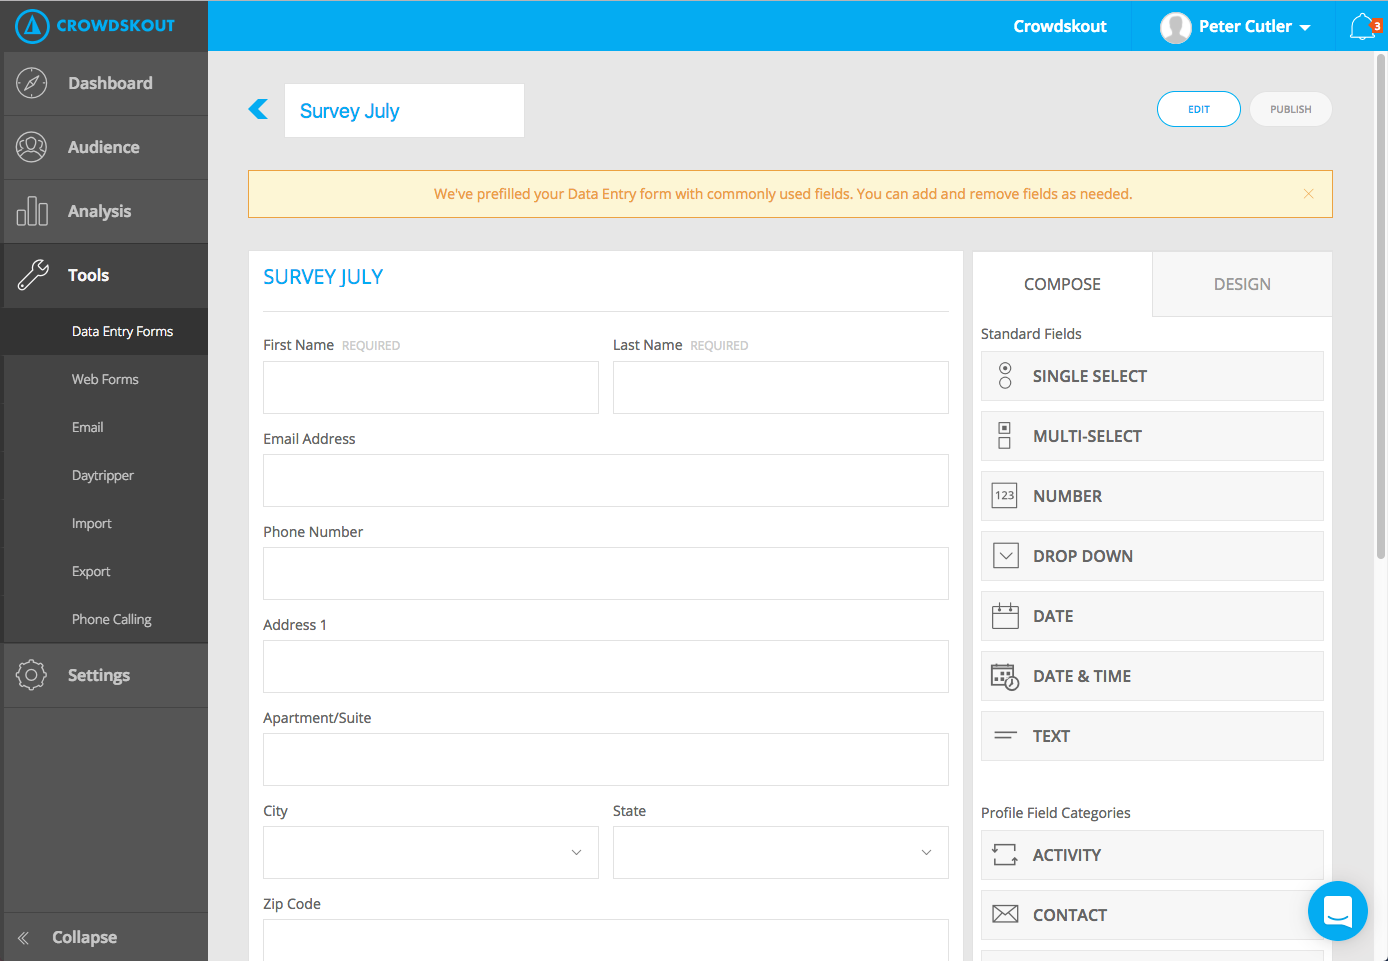 CROWDSKOUT
Crowdskout
Peter Cutler
3
Dashboard
Audience
Analysis
Tools
Data Entry Forms
Web Forms
Email
Daytripper
Import
Export
Phone Calling
Settings
Collapse
Survey July
EDIT
PUBLISH
We've prefilled your Data Entry form with commonly used fields. You can add and remove fields as needed.
SURVEY JULY
First Name REQUIRED
Last Name REQUIRED
Email Address
Phone Number
Address 1
Apartment/Suite
City
State
Zip Code
COMPOSE
DESIGN
Standard Fields
SINGLE SELECT
MULTI-SELECT
123 NUMBER
DROP DOWN
DATE
DATE & TIME
TEXT
Profile Field Categories
ACTIVITY
CONTACT